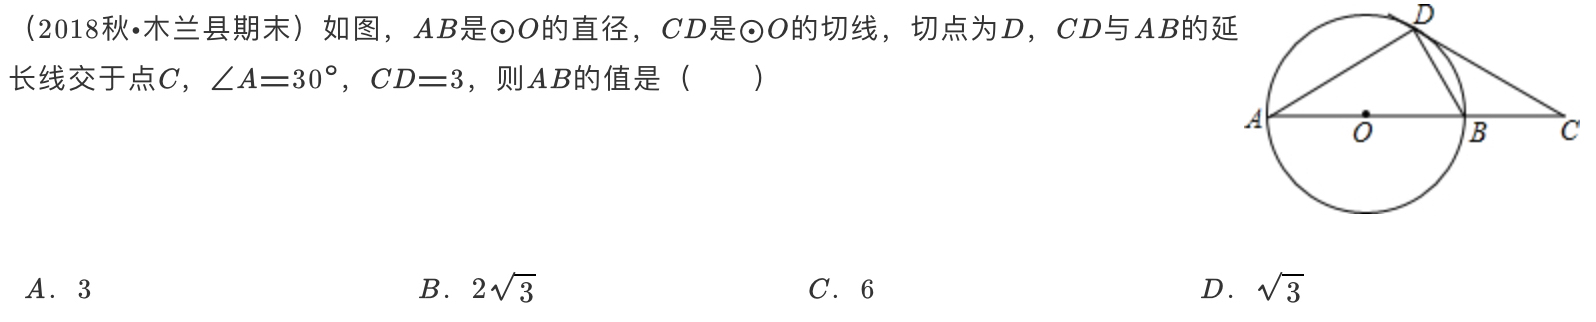 （2018秋•木兰县期末）如图，AB是⊙O的直径，CD是⊙O的切线，切点为D，CD与AB的延
长线交于点C，∠A＝30°，CD＝3，则AB的值是（　　）
D
A
O
B
C
A．3
B．2√3
C．6
D．√3